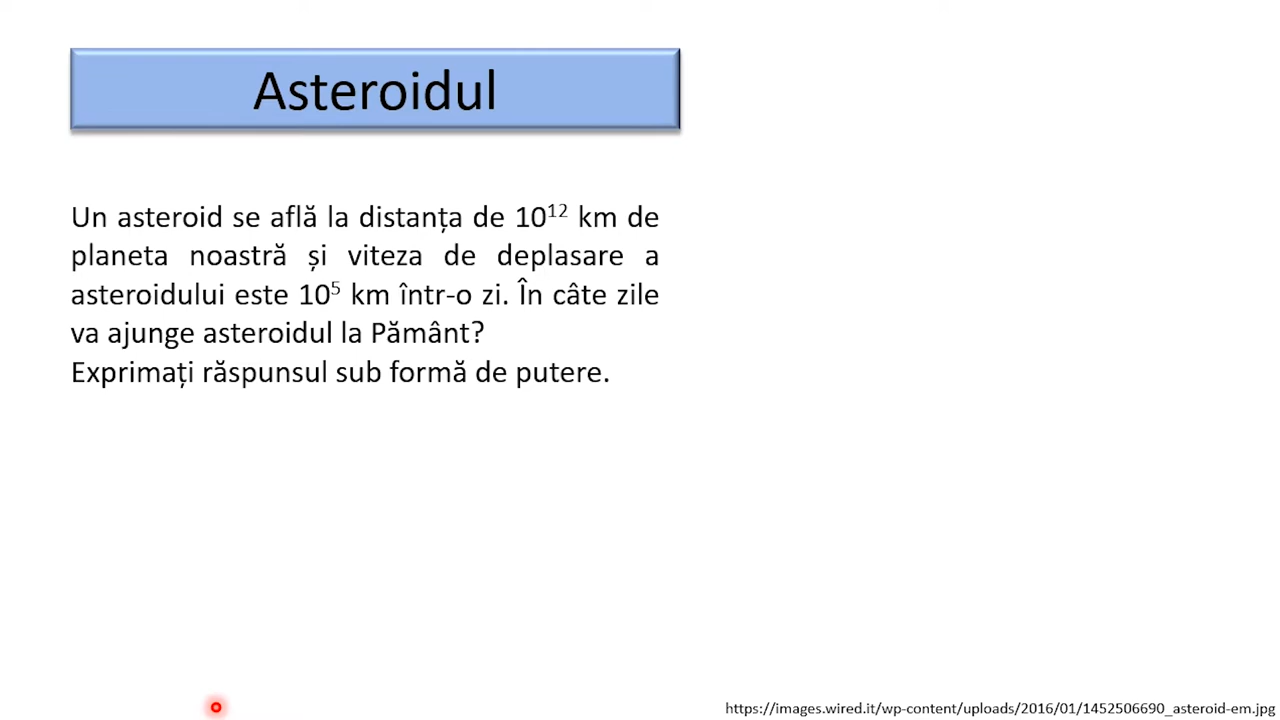 Asteroidul
Un asteroid se află la distanța de 10¹² km de
planeta noastră și viteza de deplasare a
asteroidului este 10⁵ km într-o zi. În câte zile
va ajunge asteroidul la Pământ?
Exprimați răspunsul sub formă de putere.
https://images.wired.it/wp-content/uploads/2016/01/1452506690_asteroid-em.jpg